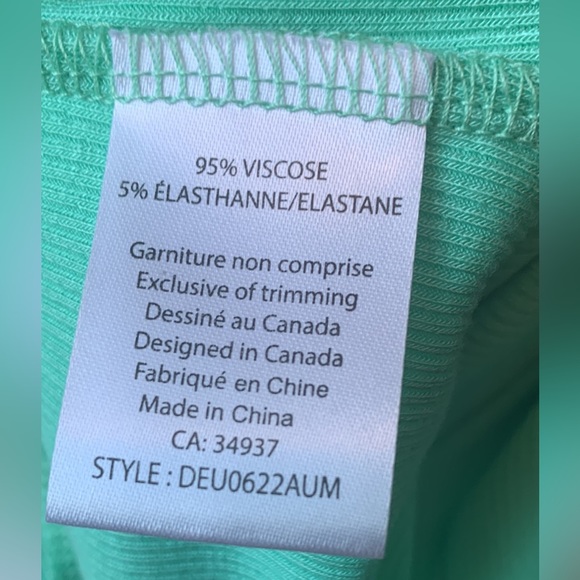 95% VISCOSE
5% ÉLASTHANNE/ELASTANE
Garniture non comprise
Exclusive of trimming
Dessiné au Canada
Designed in Canada
Fabriqué en Chine
Made in China
CA: 34937
STYLE : DEU0622AUM